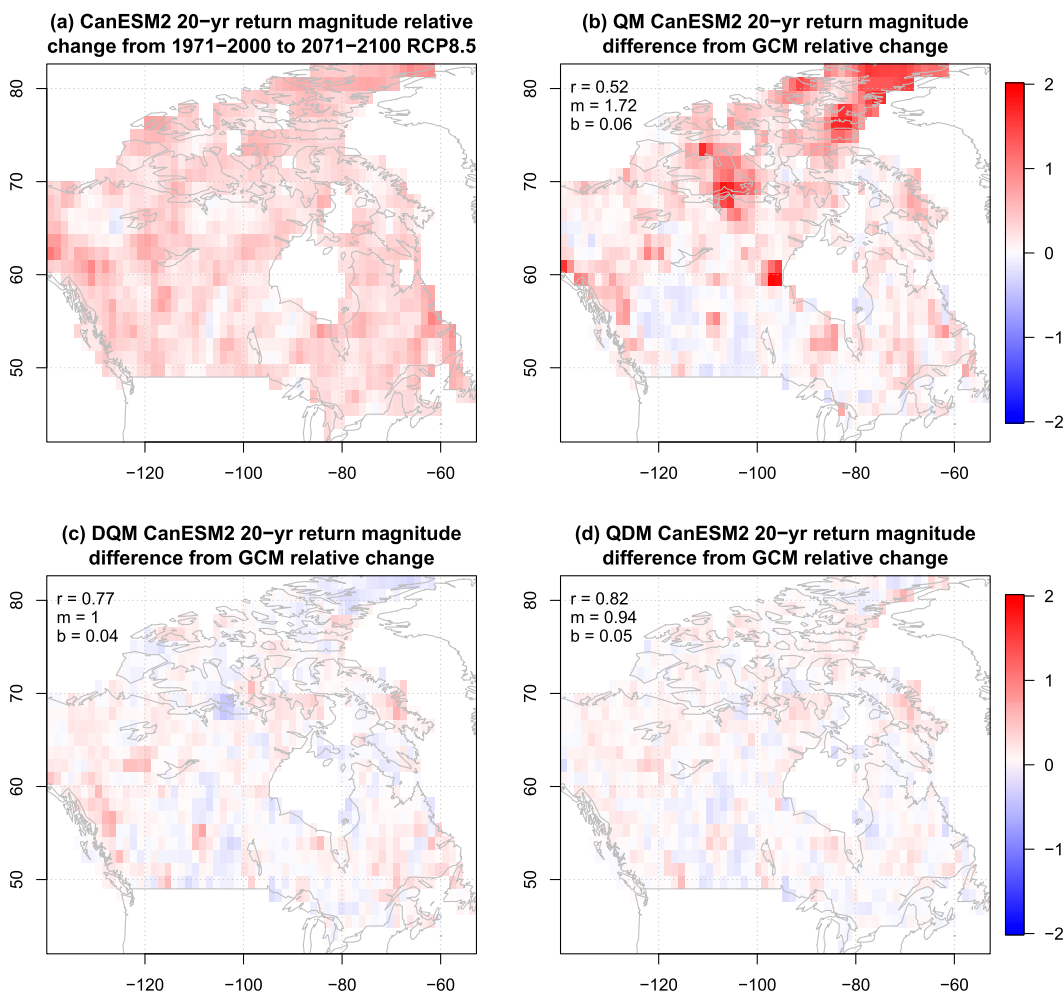 (a) CanESM2 20−yr return magnitude relative
change from 1971−2000 to 2071−2100 RCP8.5
80
70
60
50
−120
−100
−80
−60
(b) QM CanESM2 20−yr return magnitude
difference from GCM relative change
r = 0.52
m = 1.72
b = 0.06
80
70
60
50
−120
−100
−80
−60
2
1
0
−1
−2
(c) DQM CanESM2 20−yr return magnitude
difference from GCM relative change
r = 0.77
m = 1
b = 0.04
80
70
60
50
−120
−100
−80
−60
(d) QDM CanESM2 20−yr return magnitude
difference from GCM relative change
r = 0.82
m = 0.94
b = 0.05
80
70
60
50
−120
−100
−80
−60
2
1
0
−1
−2